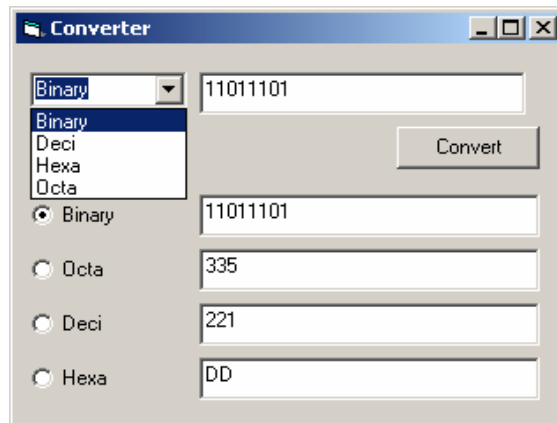 Converter
Binary 11011101
Binary
Deci
Hexa
Octa
Convert
Binary 11011101
Octa 335
Deci 221
Hexa DD